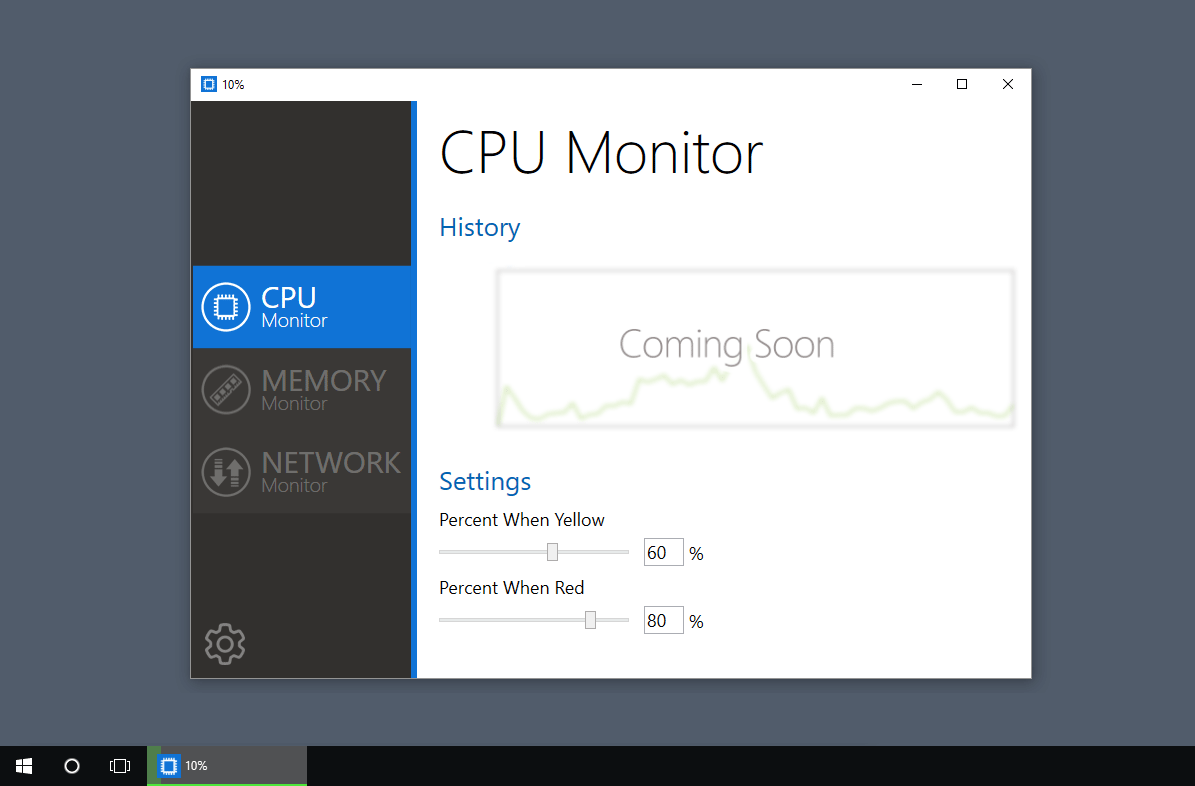 10%
CPU Monitor
History
Coming Soon
CPU
Monitor
MEMORY
Monitor
NETWORK
Monitor
Settings
Percent When Yellow
60 %
Percent When Red
80 %
10%